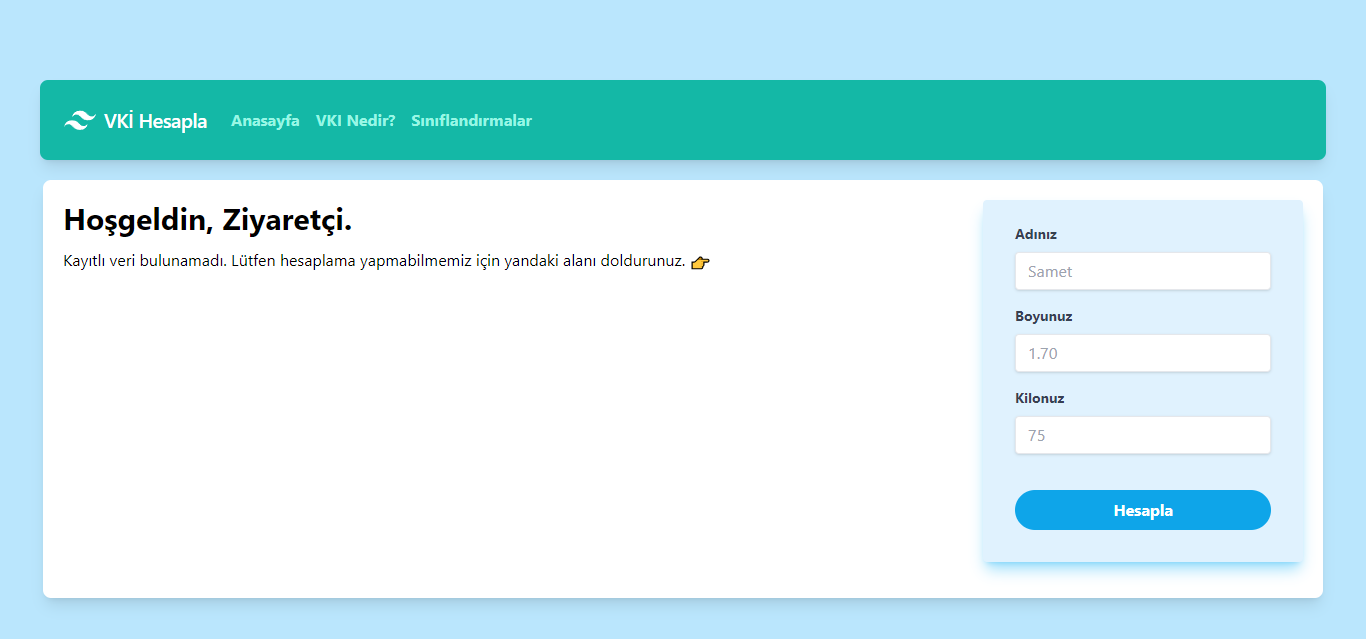 VKİ Hesapla Anasayfa VKI Nedir? Sınıflandırmalar
Hoşgeldin, Ziyaretçi.
Kayıtlı veri bulunamadı. Lütfen hesaplama yapmabilmemiz için yandaki alanı doldurunuz. 👉
Adınız
Samet
Boyunuz
1.70
Kilonuz
75
Hesapla